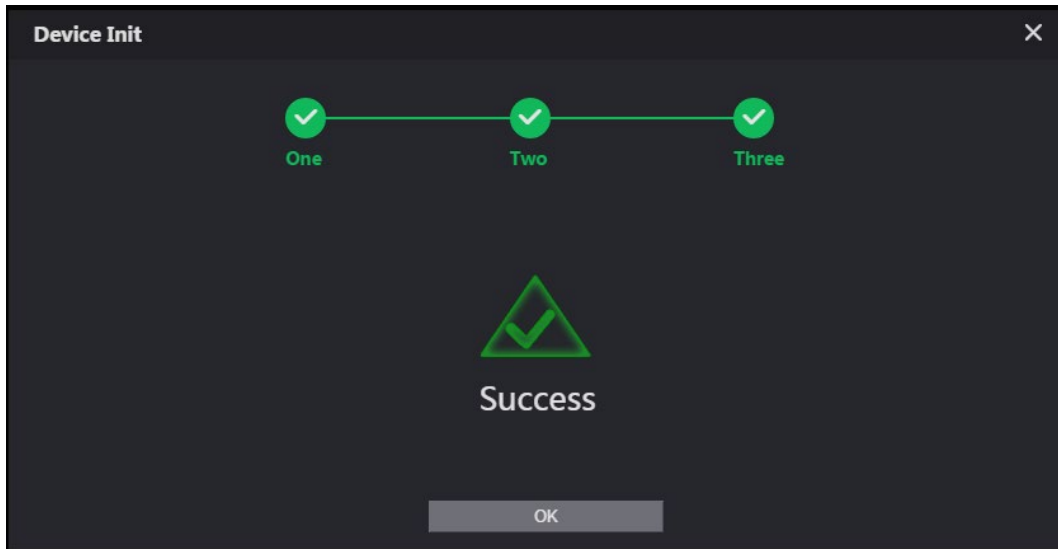 Device Init
One
Two
Three
Success
OK